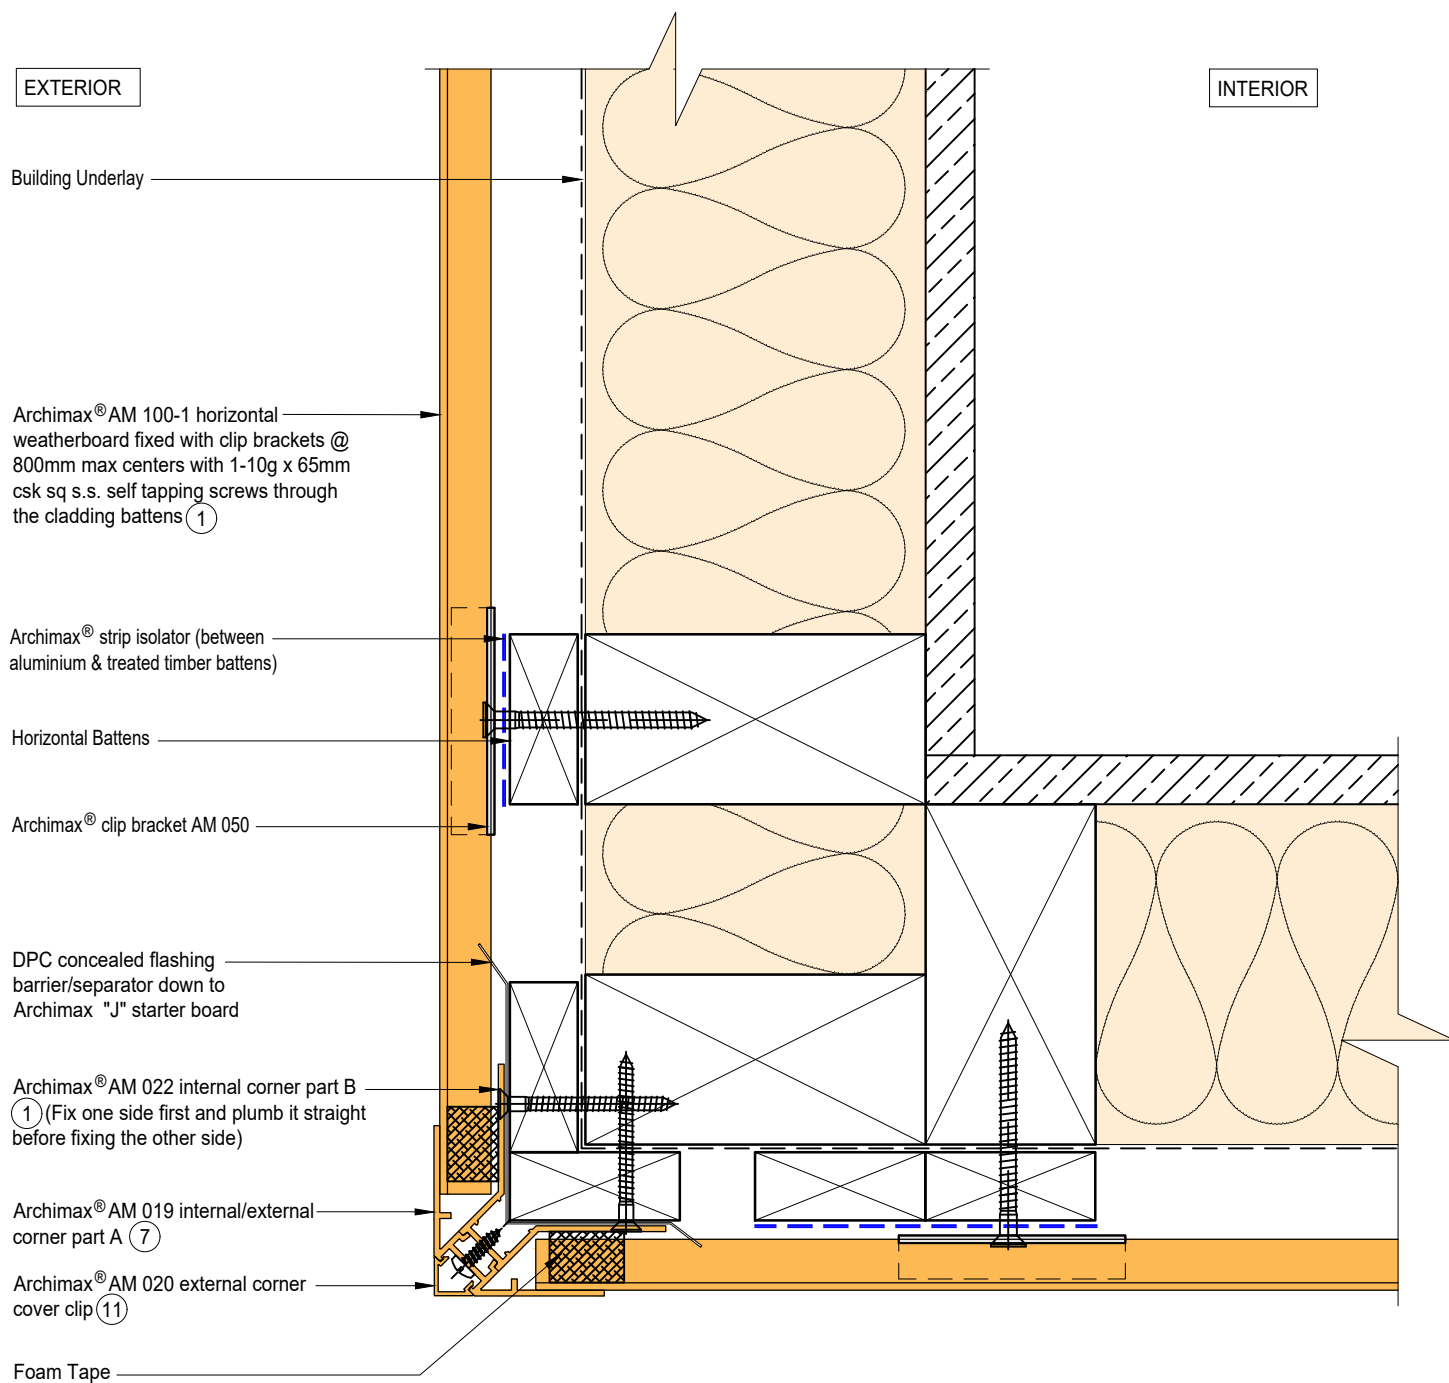 EXTERIOR
INTERIOR
Building Underlay
Archimax® AM 100-1 horizontal
weatherboard fixed with clip brackets @
800mm max centers with 1-10g x 65mm
csk sq s.s. self tapping screws through
the cladding battens 1
Archimax® strip isolator (between
aluminium & treated timber battens)
Horizontal Battens
Archimax® clip bracket AM 050
DPC concealed flashing
barrier/separator down to
Archimax "J" starter board
Archimax® AM 022 internal corner part B
1 (Fix one side first and plumb it straight
before fixing the other side)
Archimax® AM 019 internal/external
corner part A 7
Archimax® AM 020 external corner
cover clip 11
Foam Tape